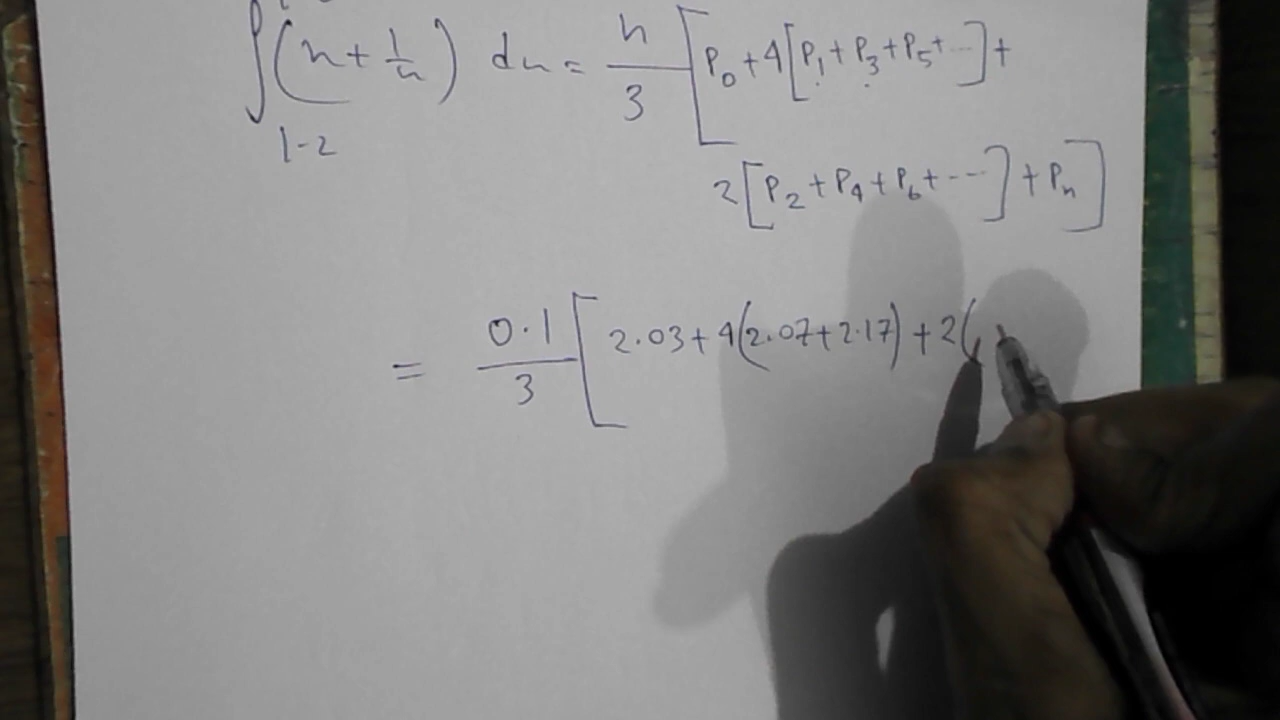 ∫(x + 1/x) dx = h/3 [P0 + 4[P1 + P3 + P5 + ...] +
1.2
2[P2 + P4 + P6 + ---] + Pn]
= 0.1/3 [2.03 + 4(2.07 + 2.17) + 2(